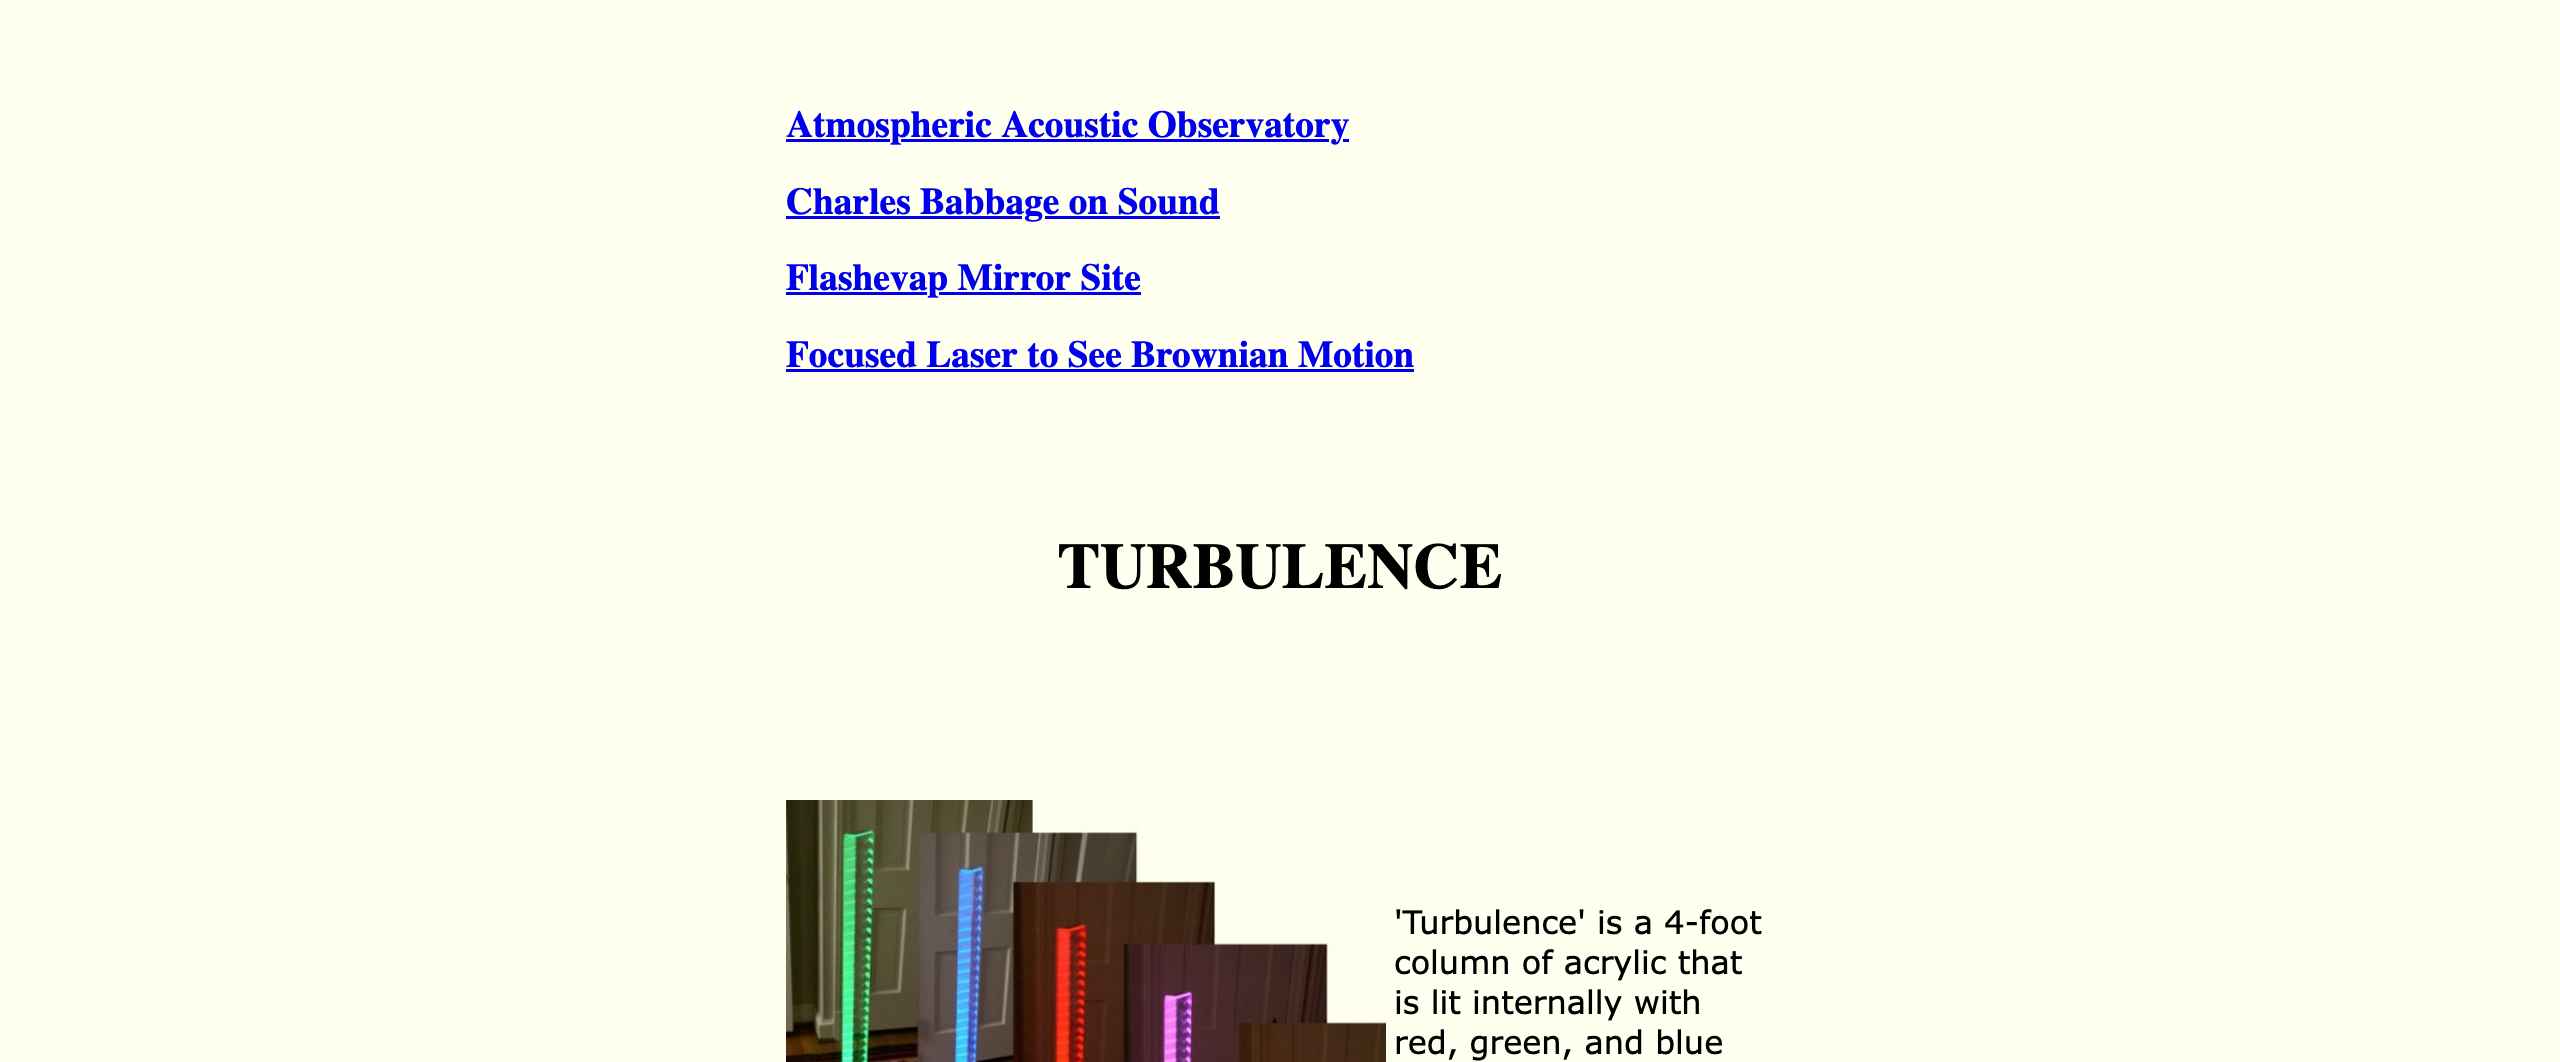 Atmospheric Acoustic Observatory
Charles Babbage on Sound
Flashevap Mirror Site
Focused Laser to See Brownian Motion
TURBULENCE
'Turbulence' is a 4-foot
column of acrylic that
is lit internally with
red, green, and blue